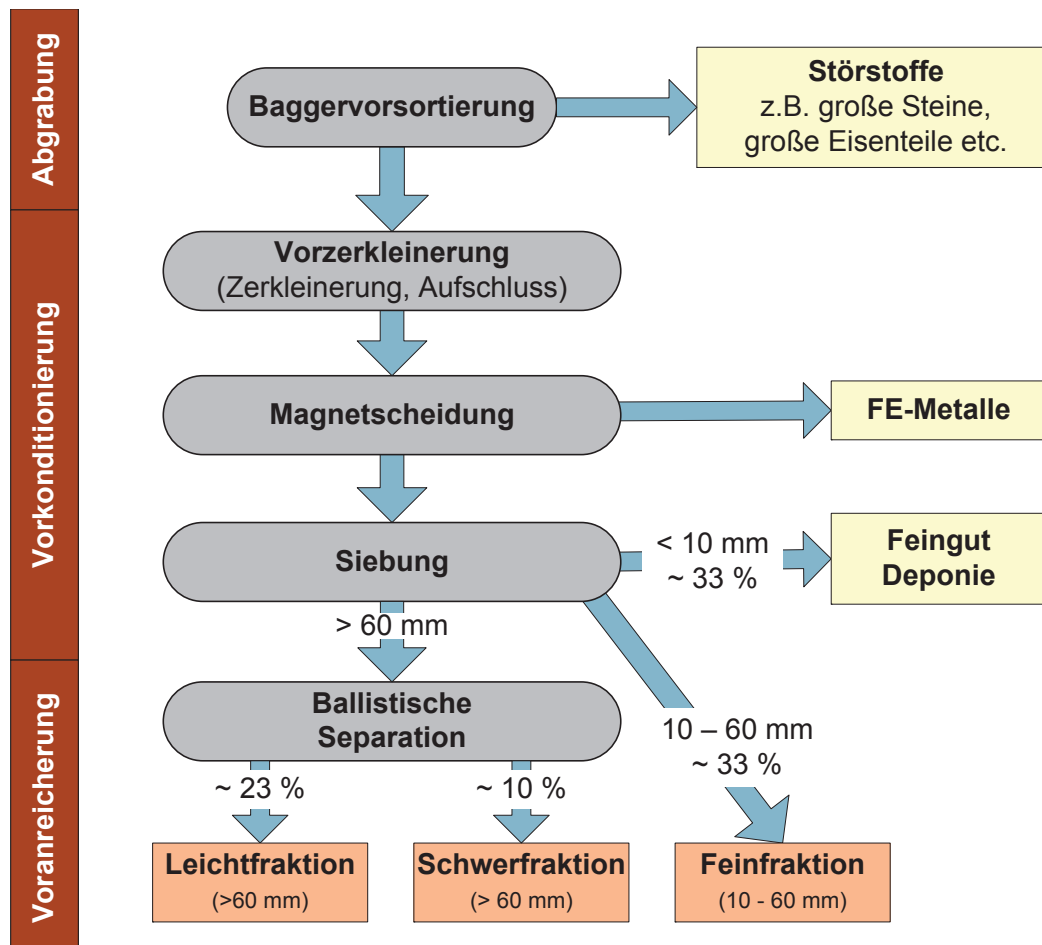 Abgrabung
Baggervorsortierung
Störstoffe
z.B. große Steine,
große Eisenteile etc.
Vorkonditionierung
Vorzerkleinerung
(Zerkleinerung, Aufschluss)
Magnetscheidung
FE-Metalle
Siebung
< 10 mm
~ 33 %
Feingut
Deponie
> 60 mm
10 – 60 mm
~ 33 %
Voranreicherung
Ballistische
Separation
~ 23 %
~ 10 %
Leichtfraktion
(>60 mm)
Schwerfraktion
(> 60 mm)
Feinfraktion
(10 - 60 mm)